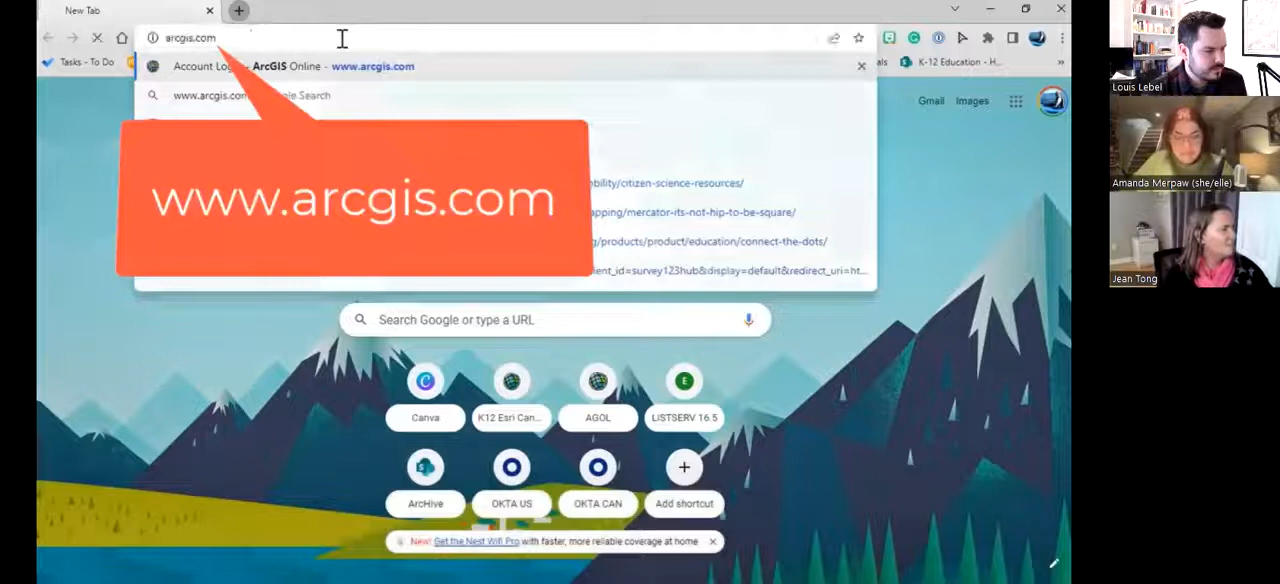 New Tab
arcgis.com
Tasks - To Do
K-12 Education - H...
Account Log
ArcGIS Online - www.arcgis.com
www.arcgis.com
Search
Gmail Images
www.arcgis.com
/citizen-science-resources/
/mercator-its-not-hip-to-be-square/
/products/product/education/connect-the-dots/
client_id=survey123hub&display=default&redirect_uri=ht...
Search Google or type a URL
Canva
K12 Esri Can...
AGOL
LISTSERV 16.5
ArcHive
OKTA US
OKTA CAN
Add shortcut
New! Get the Nest Wifi Pro with faster, more reliable coverage at home
Louis Lebel
Amanda Merpaw (she/elle)
Jean Tong